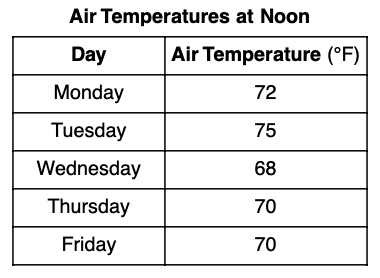 Air Temperatures at Noon
Day Air Temperature (°F)
Monday 72
Tuesday 75
Wednesday 68
Thursday 70
Friday 70